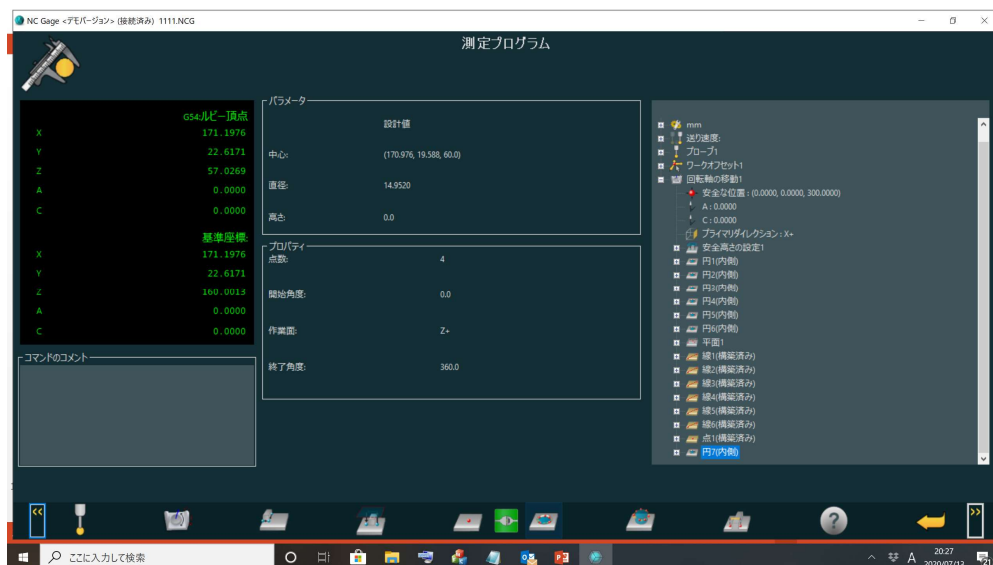 NC Gage <デモバージョン> (接続済み) 1111.NCG
測定プログラム
G54:ルビー頂点
X 171.1976
Y 22.6171
Z 57.0269
A 0.0000
C 0.0000
基準座標:
X 171.1976
Y 22.6171
Z 160.0013
A 0.0000
C 0.0000
コマンドのコメント
パラメータ
設計値
中心: (170.976, 19.588, 60.0)
直径: 14.9520
高さ: 0.0
プロパティ
点数: 4
開始角度: 0.0
作業面: Z+
終了角度: 360.0
mm
送り速度:
プローブ1
ワークオフセット1
回転軸の移動1
安全な位置 : (0.0000, 0.0000, 300.0000)
A : 0.0000
C : 0.0000
プライマリディレクション : X+
安全高さの設定1
円1(内側)
円2(内側)
円3(内側)
円4(内側)
円5(内側)
円6(内側)
平面1
線1(構築済み)
線2(構築済み)
線3(構築済み)
線4(構築済み)
線5(構築済み)
線6(構築済み)
点1(構築済み)
円7(内側)
<< ? >>
ここに入力して検索
A
20:27
2020/07/13
21